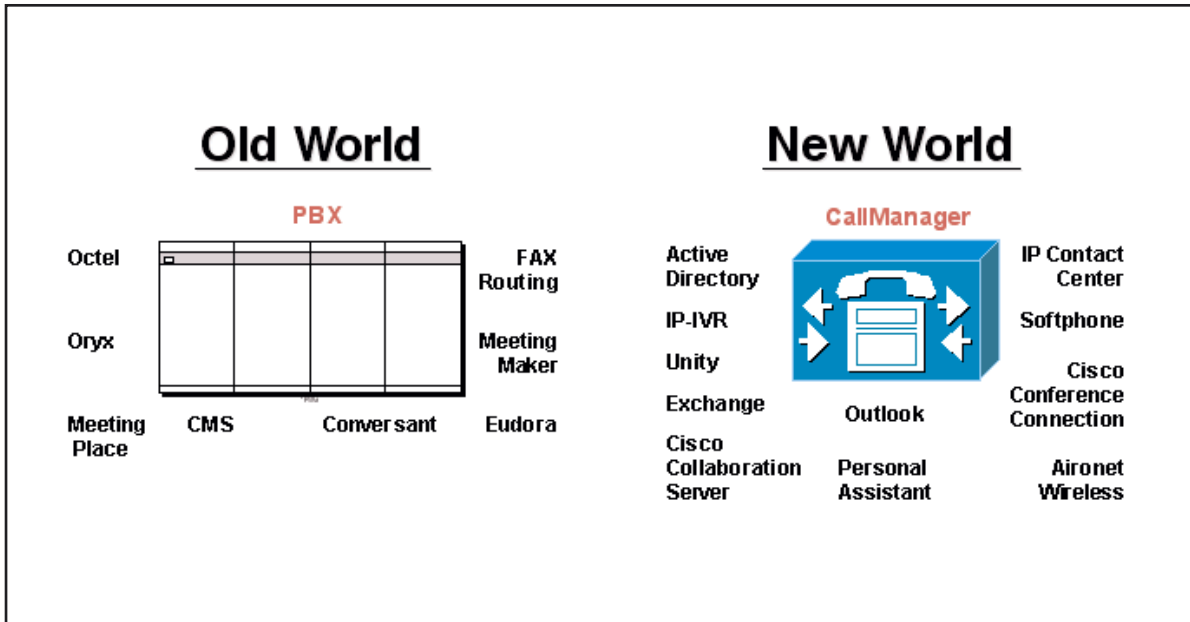 Old World
PBX
Octel
FAX
Routing
Oryx
Meeting
Maker
Meeting
Place
CMS
Conversant
Eudora
New World
CallManager
Active
Directory
IP Contact
Center
IP-IVR
Softphone
Unity
Cisco
Conference
Connection
Exchange
Outlook
Cisco
Collaboration
Server
Personal
Assistant
Aironet
Wireless